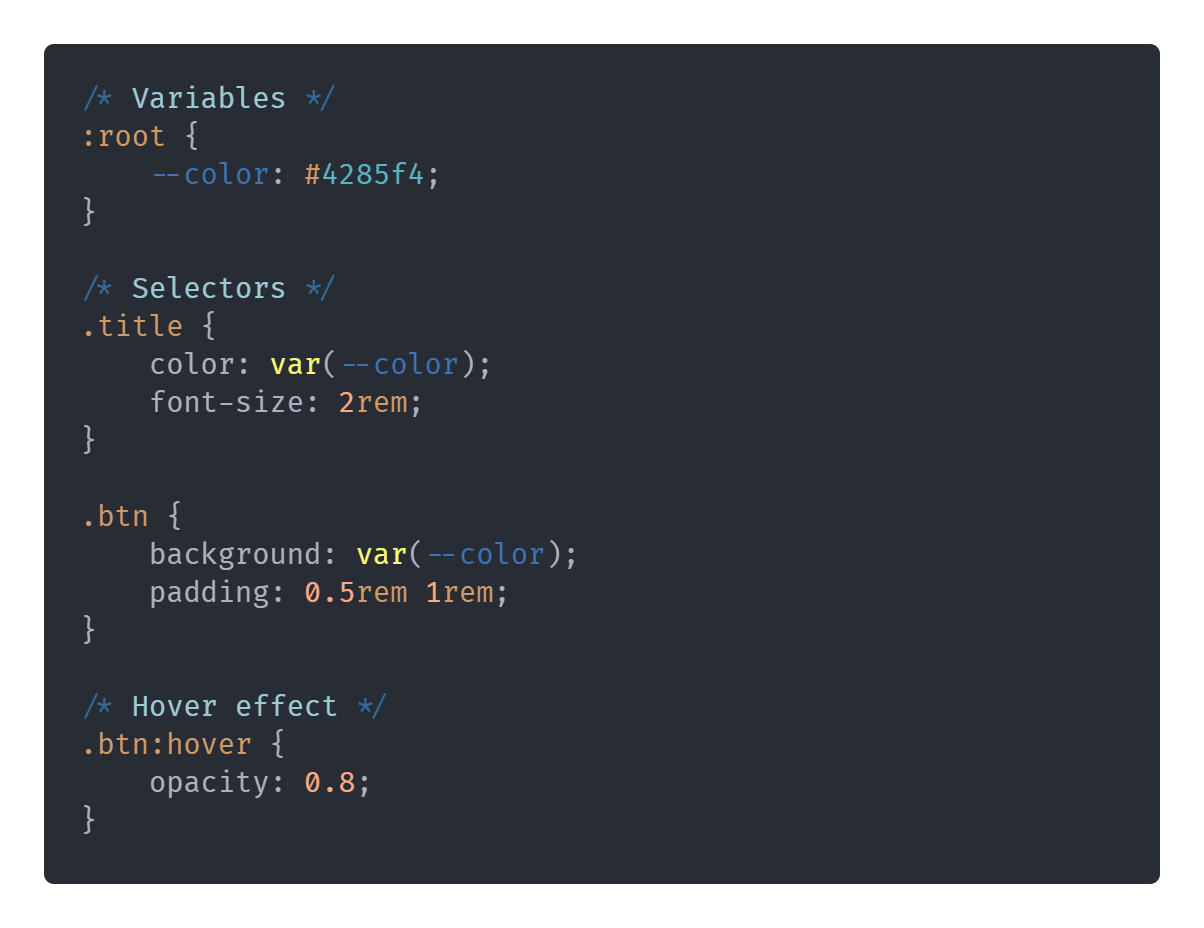 /* Variables */
:root {
    --color: #4285f4;
}

/* Selectors */
.title {
    color: var(--color);
    font-size: 2rem;
}

.btn {
    background: var(--color);
    padding: 0.5rem 1rem;
}

/* Hover effect */
.btn:hover {
    opacity: 0.8;
}